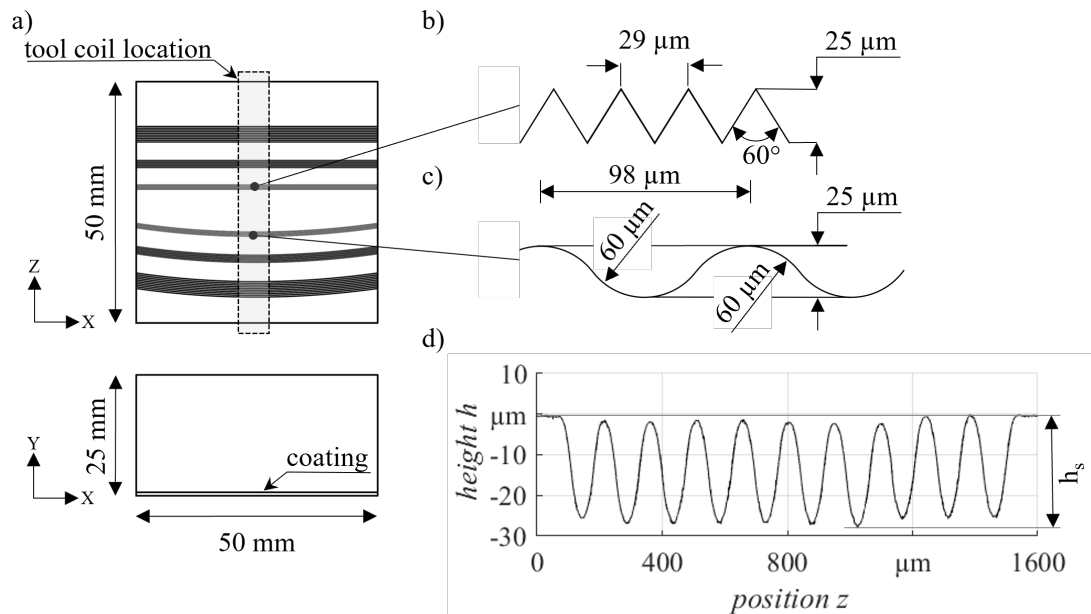 a)
tool coil location
50 mm
Z
X
25 mm
Y
X
coating
50 mm
b)
29 µm
25 µm
60°
c)
98 µm
25 µm
60 µm
60 µm
d)
10
µm
-10
-20
-30
height h
hs
0
400
800
µm
1600
position z